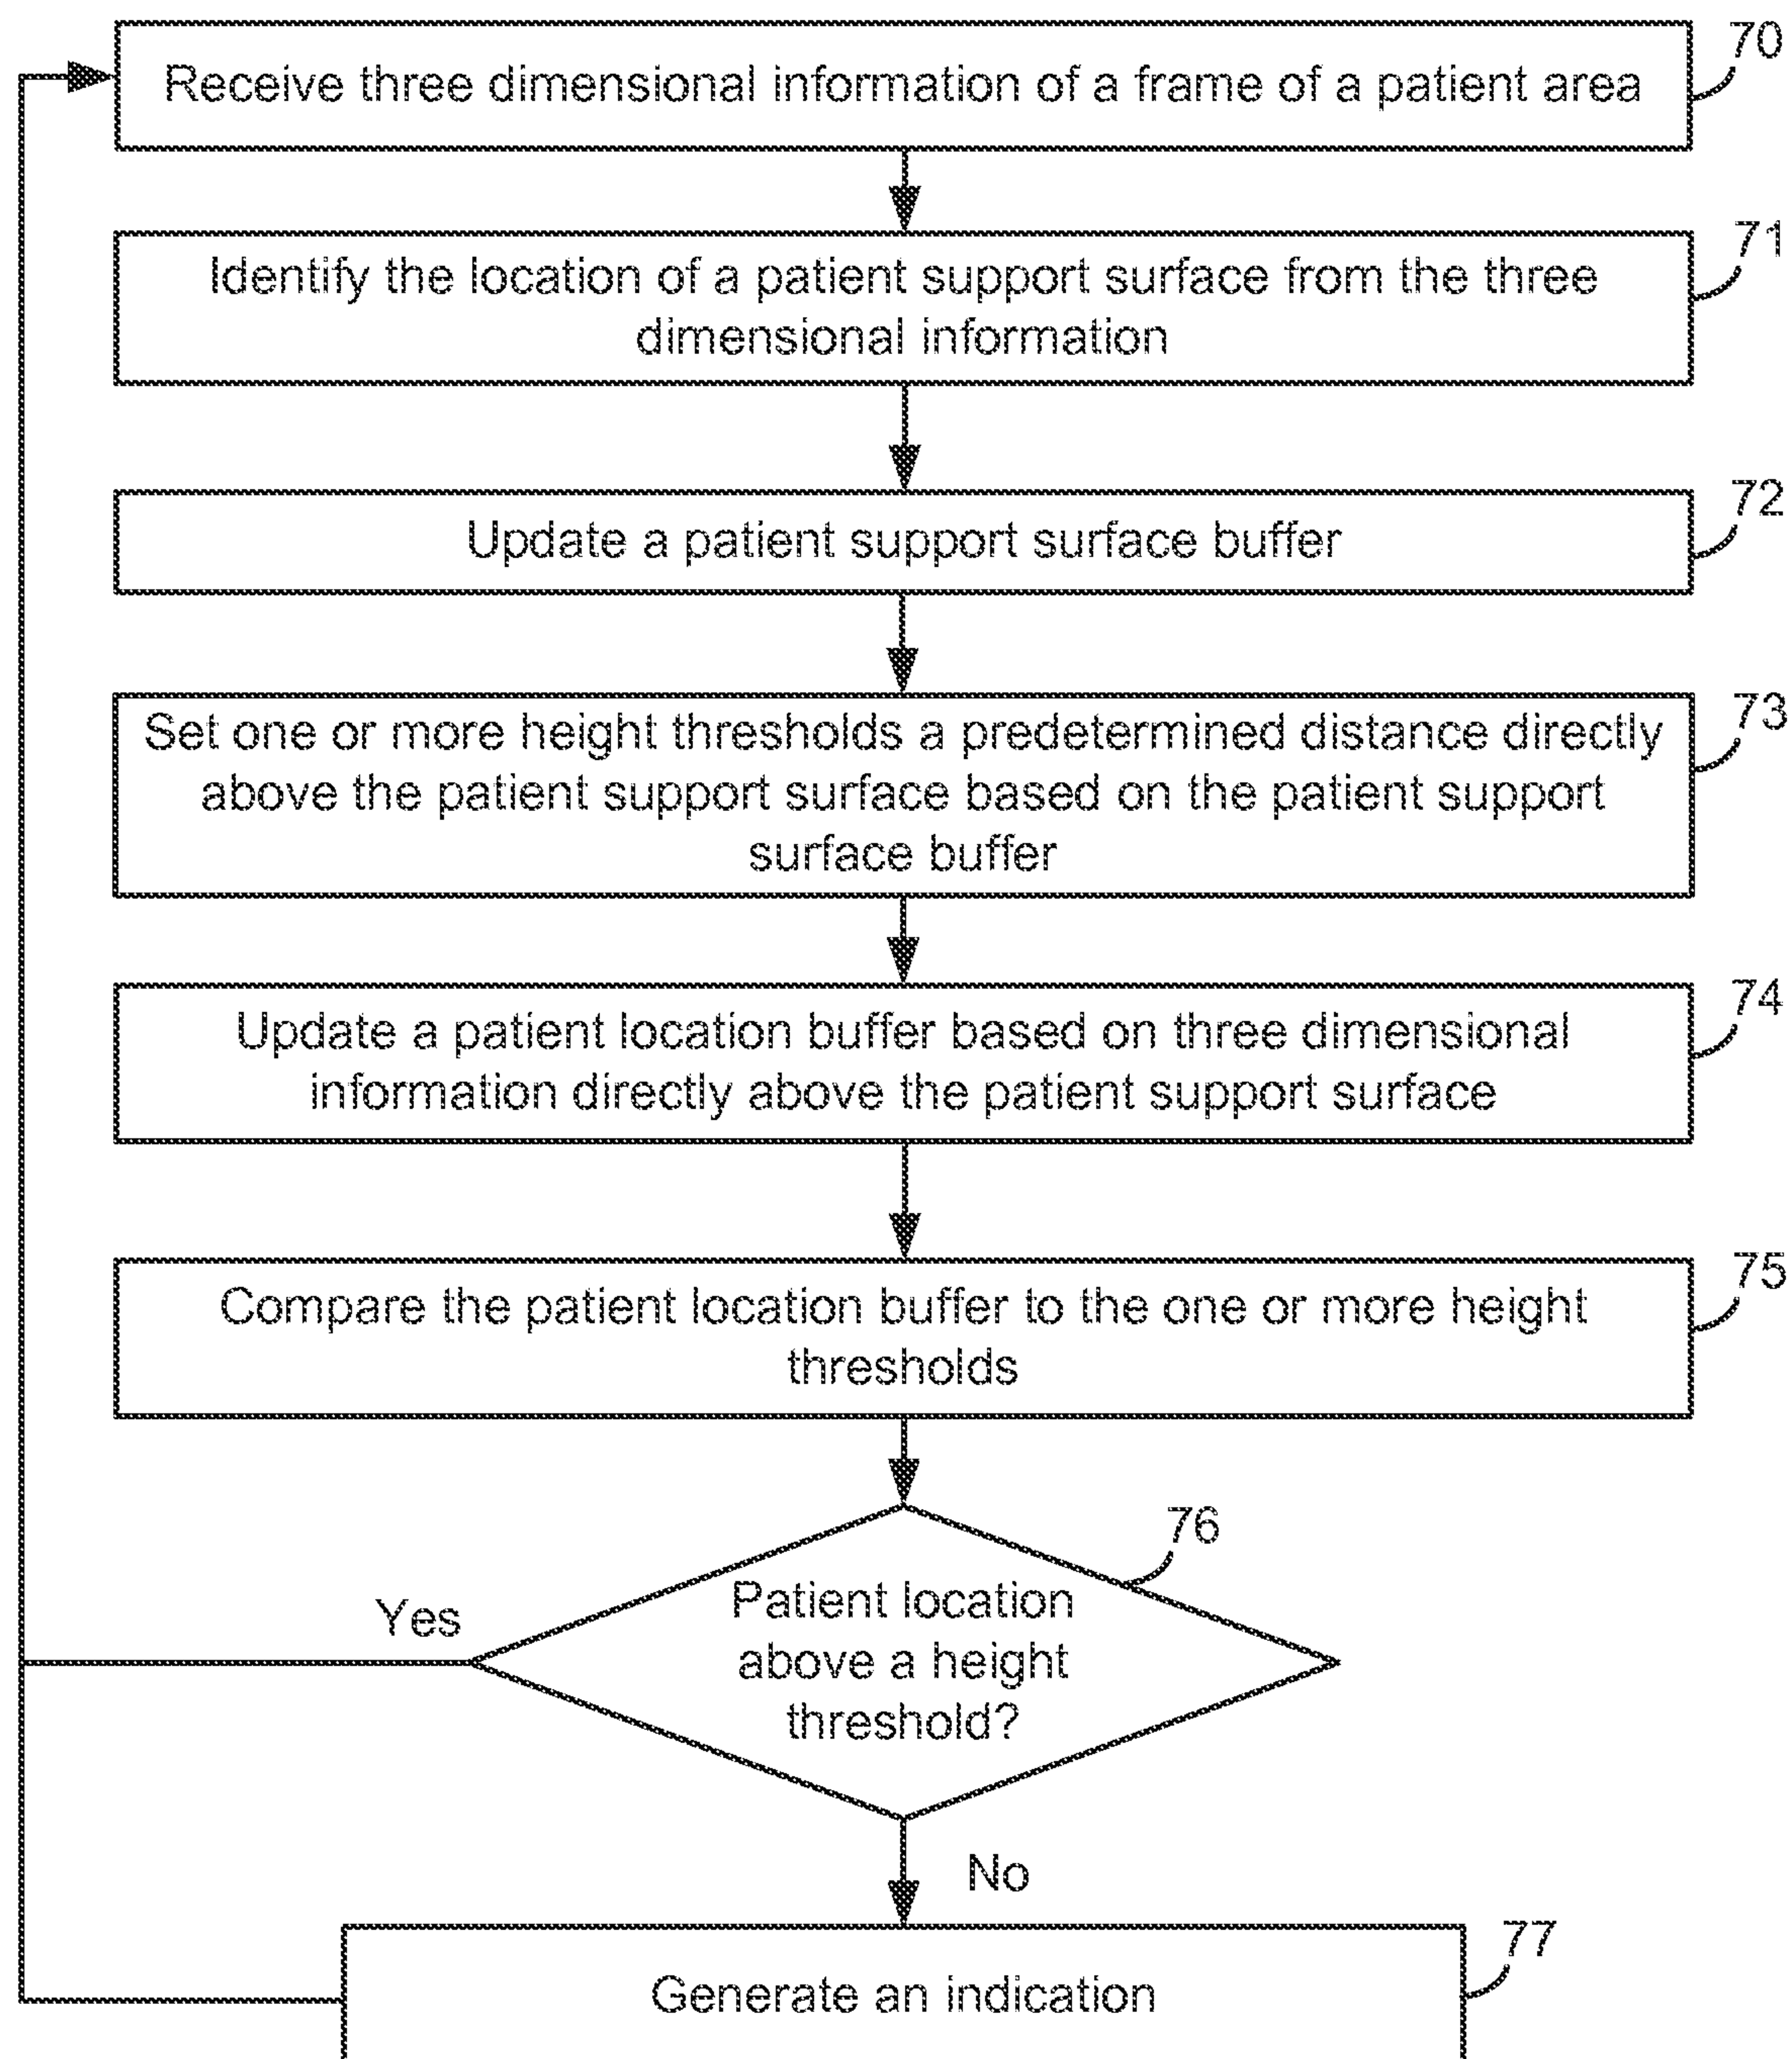 70
Receive three dimensional information of a frame of a patient area
71
Identify the location of a patient support surface from the three
dimensional information
72
Update a patient support surface buffer
73
Set one or more height thresholds a predetermined distance directly
above the patient support surface based on the patient support
surface buffer
74
Update a patient location buffer based on three dimensional
information directly above the patient support surface
75
Compare the patient location buffer to the one or more height
thresholds
76
Patient location
above a height
threshold?
Yes
No
77
Generate an indication